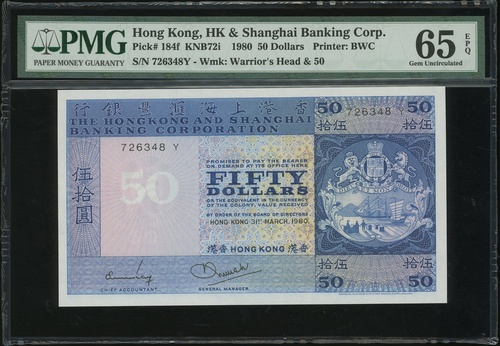 PMG
PAPER MONEY GUARANTY
Hong Kong, HK & Shanghai Banking Corp.
Pick# 184f KNB72i 1980 50 Dollars Printer: BWC
S/N 726348Y - Wmk: Warrior's Head & 50
65 EPQ
Gem Uncirculated
行銀豐滙海上港香
THE HONGKONG AND SHANGHAI
BANKING CORPORATION
50 50
伍拾 伍拾
726348 Y
726348 Y
PROMISES TO PAY THE BEARER
ON DEMAND AT ITS OFFICE HERE
FIFTY
DOLLARS
OR THE EQUIVALENT IN THE CURRENCY
OF THE COLONY, VALUE RECEIVED
BY ORDER OF THE BOARD OF DIRECTORS
HONG KONG 31ST MARCH, 1980.
港香 HONG KONG 港香
伍拾圓
50
CHIEF ACCOUNTANT
GENERAL MANAGER
拾伍 拾伍
50 50